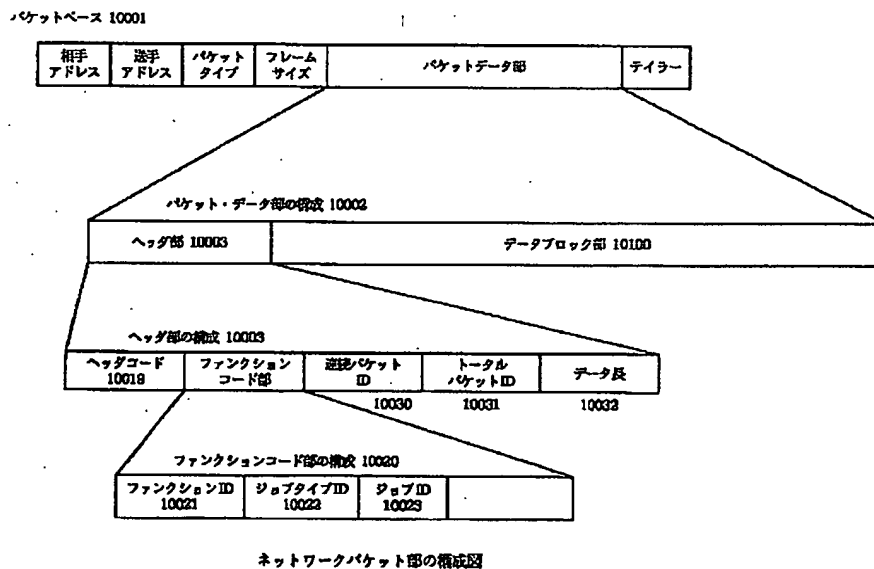 パケットベース 10001
相手
アドレス
送手
アドレス
パケット
タイプ
フレーム
サイズ
パケットデータ部
テイラー
パケット・データ部の構成 10002
ヘッダ部 10003
データブロック部 10100
ヘッダ部の構成 10003
ヘッダコード
10019
ファンクション
コード部
連続パケット
ID
10030
トータル
パケットID
10031
データ長
10032
ファンクションコード部の構成 10020
ファンクションID
10021
ジョブタイプID
10022
ジョブID
10023
ネットワークパケット部の構成図